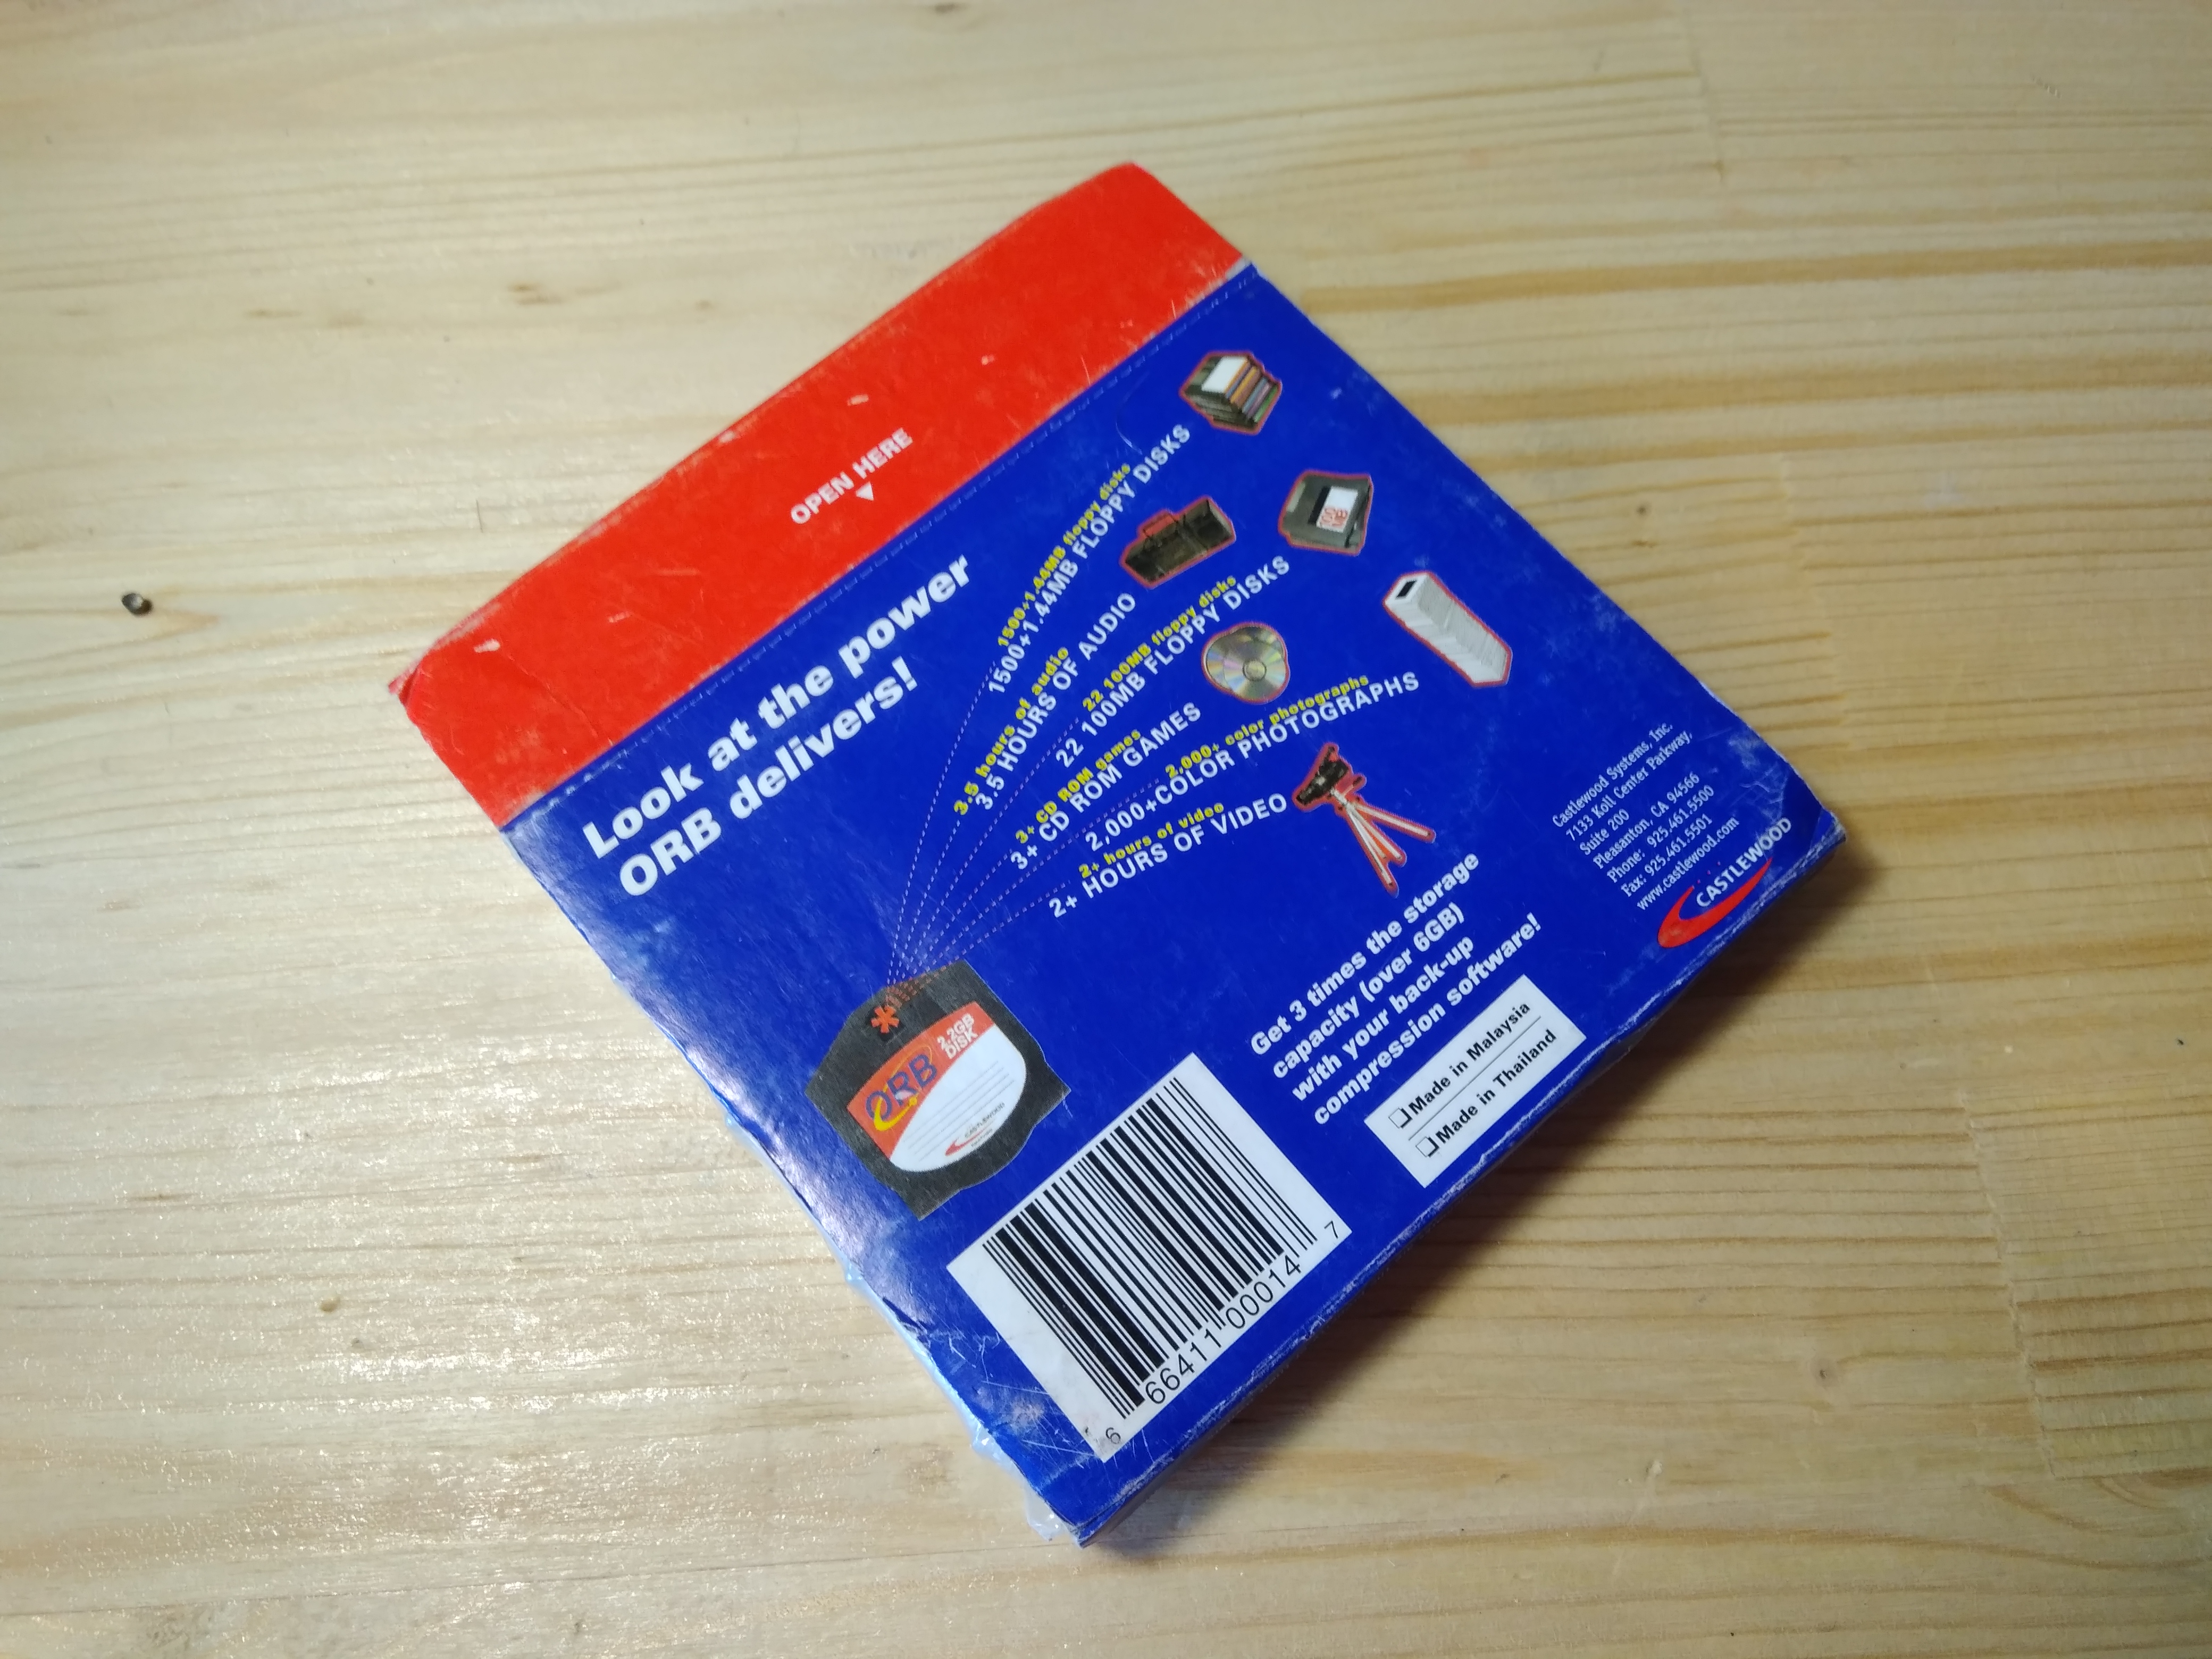 OPEN HERE
Look at the power
ORB delivers!
1500+1.44MB floppy disks
1500+1.44MB FLOPPY DISKS
3.5 hours of audio
3.5 HOURS OF AUDIO
22 100MB floppy disks
22 100MB FLOPPY DISKS
3+ CD ROM games
3+ CD ROM GAMES
2,000+ color photographs
2,000+COLOR PHOTOGRAPHS
2+ hours of video
2+ HOURS OF VIDEO
2.2GB
DISK
ORB
CASTLEWOOD
Get 3 times the storage
capacity (over 6GB)
with your back-up
compression software!
Castlewood Systems, Inc.
7133 Koll Center Parkway,
Suite 200
Pleasanton, CA 94566
Phone: 925.461.5500
Fax: 925.461.5501
www.castlewood.com
CASTLEWOOD
Made in Malaysia
Made in Thailand
6 66411 00014 7